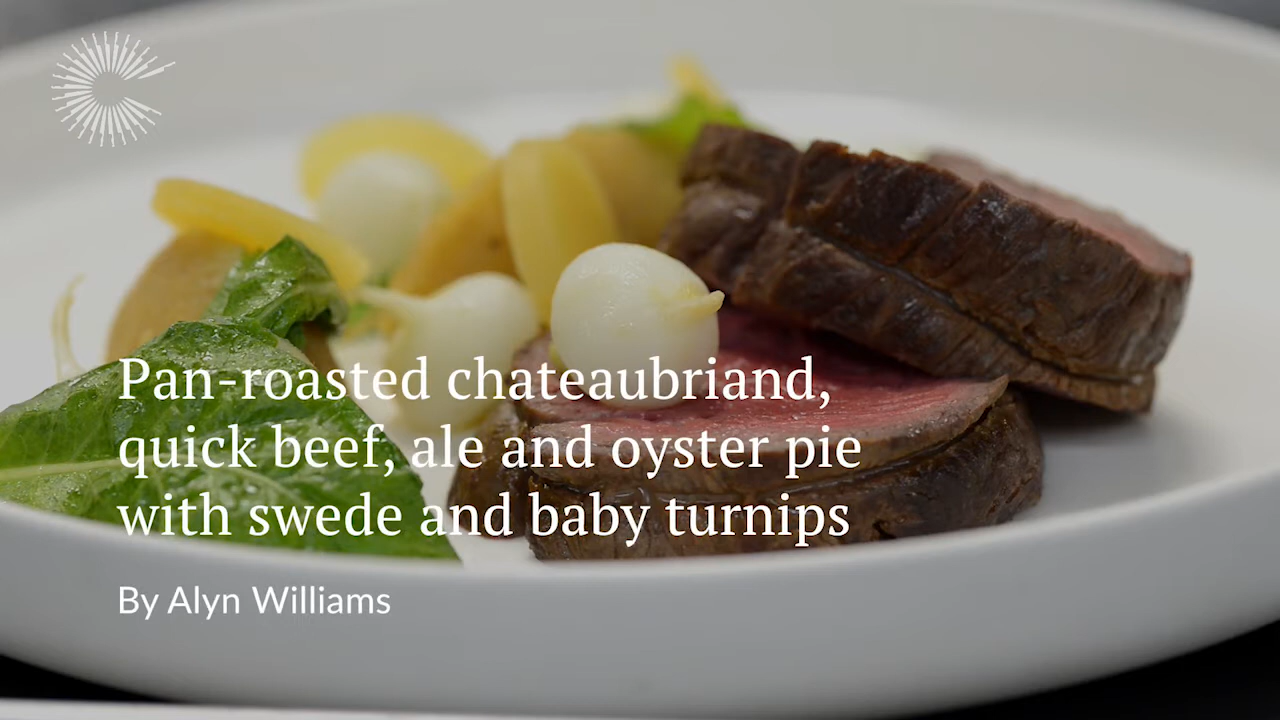 Pan-roasted chateaubriand,
quick beef, ale and oyster pie
with swede and baby turnips
By Alyn Williams